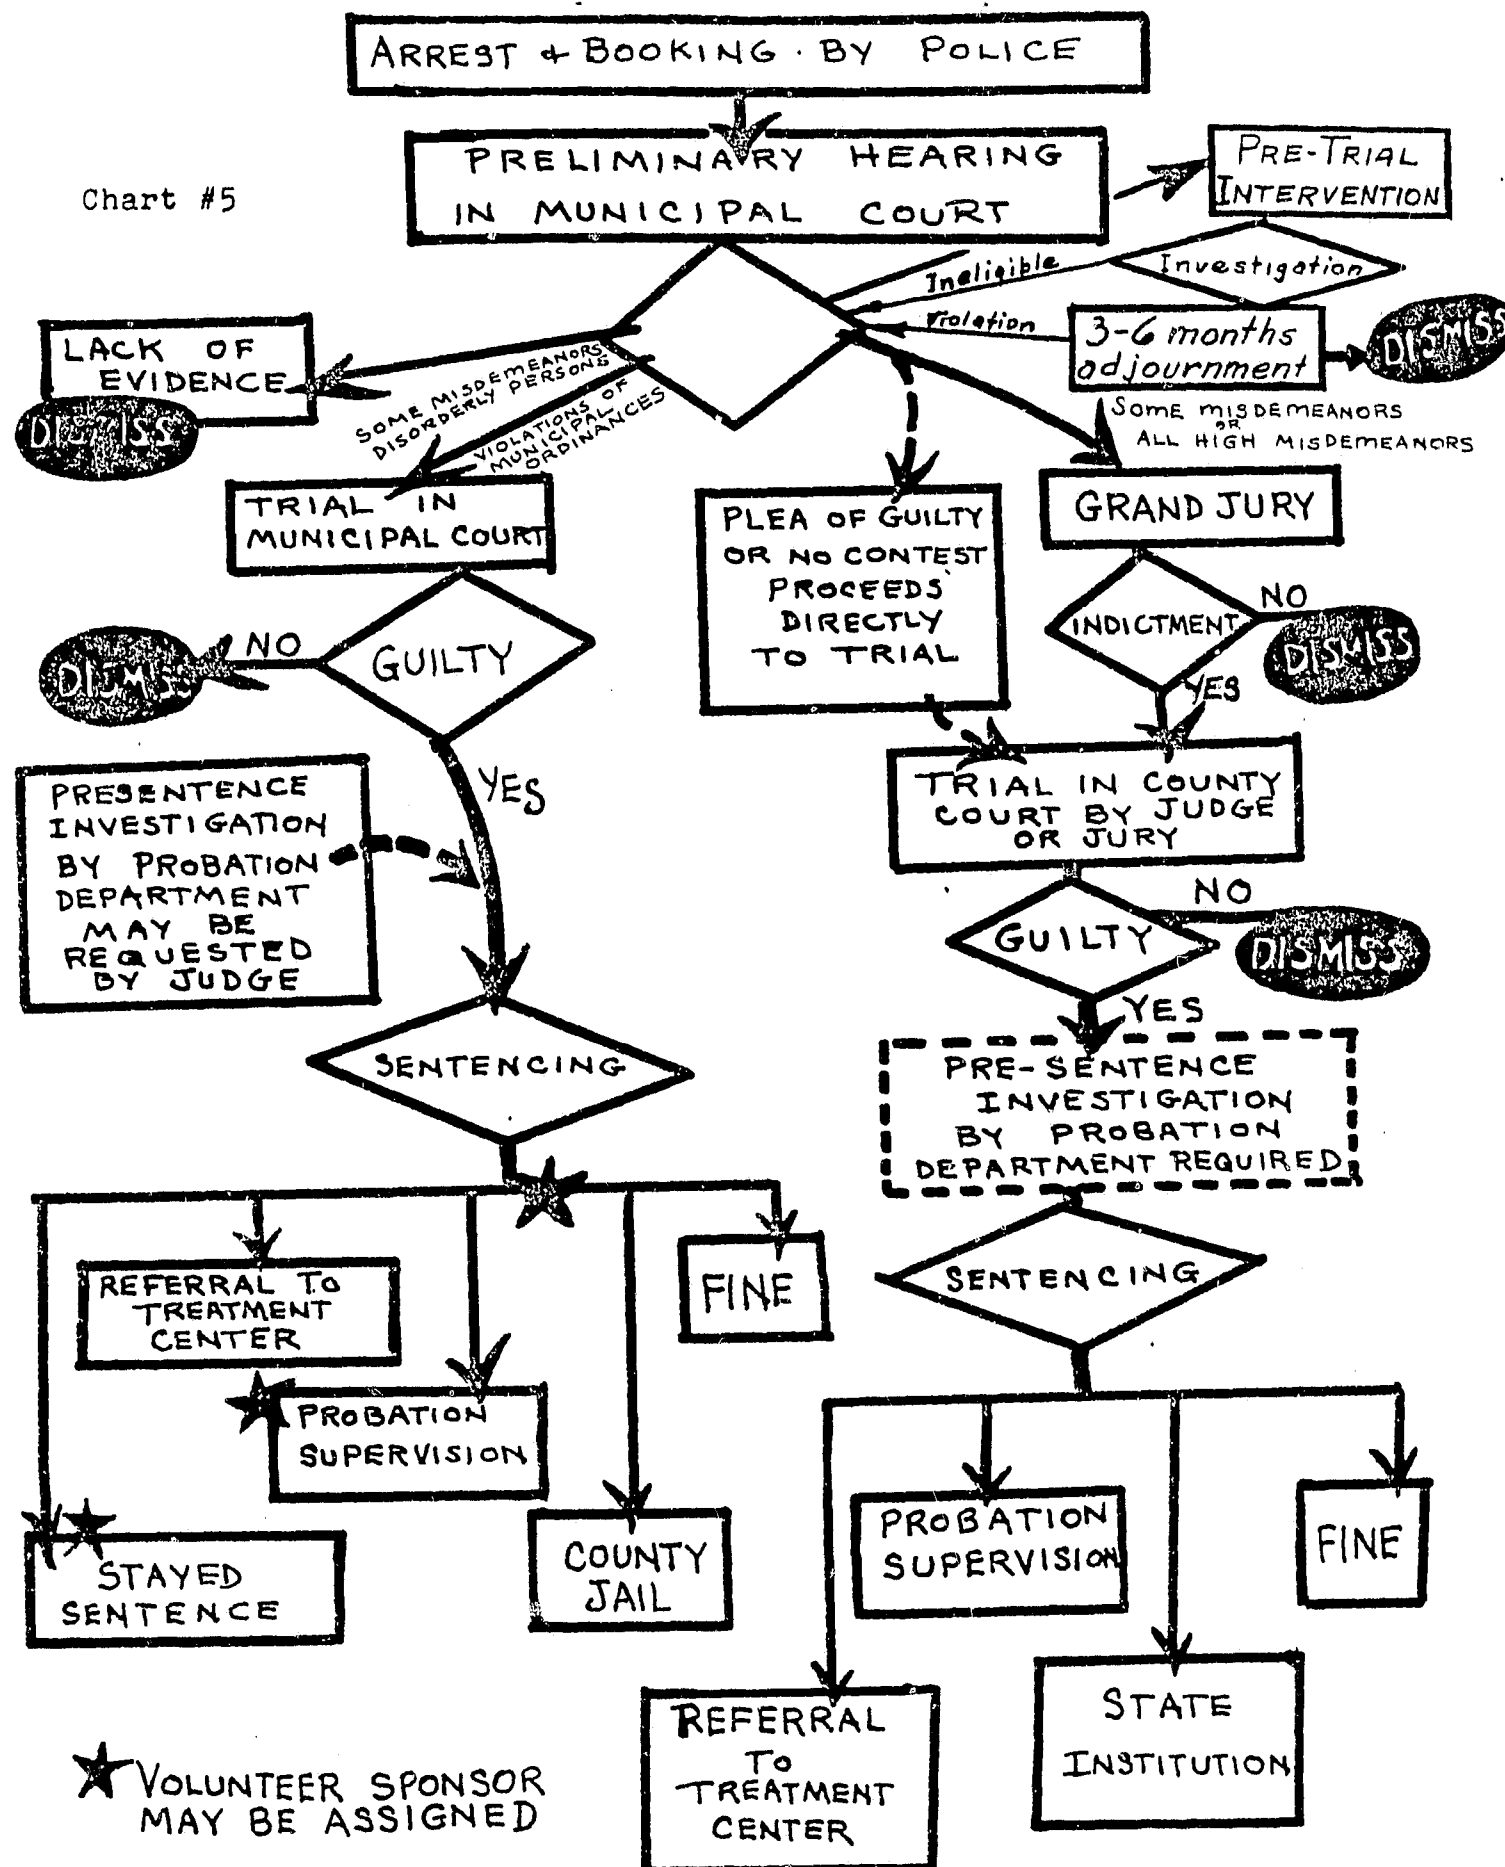 ARREST & BOOKING · BY POLICE
Chart #5
PRELIMINARY HEARING
IN MUNICIPAL COURT
PRE-TRIAL
INTERVENTION
Investigation
Ineligible
Violation
3-6 months
adjournment
DISMISS
LACK OF
EVIDENCE
DISMISS
SOME MISDEMEANORS
DISORDERLY PERSONS
VIOLATIONS OF
MUNICIPAL
ORDINANCES
SOME MISDEMEANORS
OR
ALL HIGH MISDEMEANORS
TRIAL IN
MUNICIPAL COURT
PLEA OF GUILTY
OR NO CONTEST
PROCEEDS
DIRECTLY
TO TRIAL
GRAND JURY
INDICTMENT
NO
DISMISS
YES
GUILTY
NO
DISMISS
YES
PRESENTENCE
INVESTIGATION
BY PROBATION
DEPARTMENT
MAY BE
REQUESTED
BY JUDGE
TRIAL IN COUNTY
COURT BY JUDGE
OR JURY
GUILTY
NO
DISMISS
YES
PRE-SENTENCE
INVESTIGATION
BY PROBATION
DEPARTMENT REQUIRED
SENTENCING
REFERRAL TO
TREATMENT
CENTER
FINE
PROBATION
SUPERVISION
COUNTY
JAIL
STAYED
SENTENCE
SENTENCING
PROBATION
SUPERVISION
FINE
REFERRAL
TO
TREATMENT
CENTER
STATE
INSTITUTION
VOLUNTEER SPONSOR
MAY BE ASSIGNED